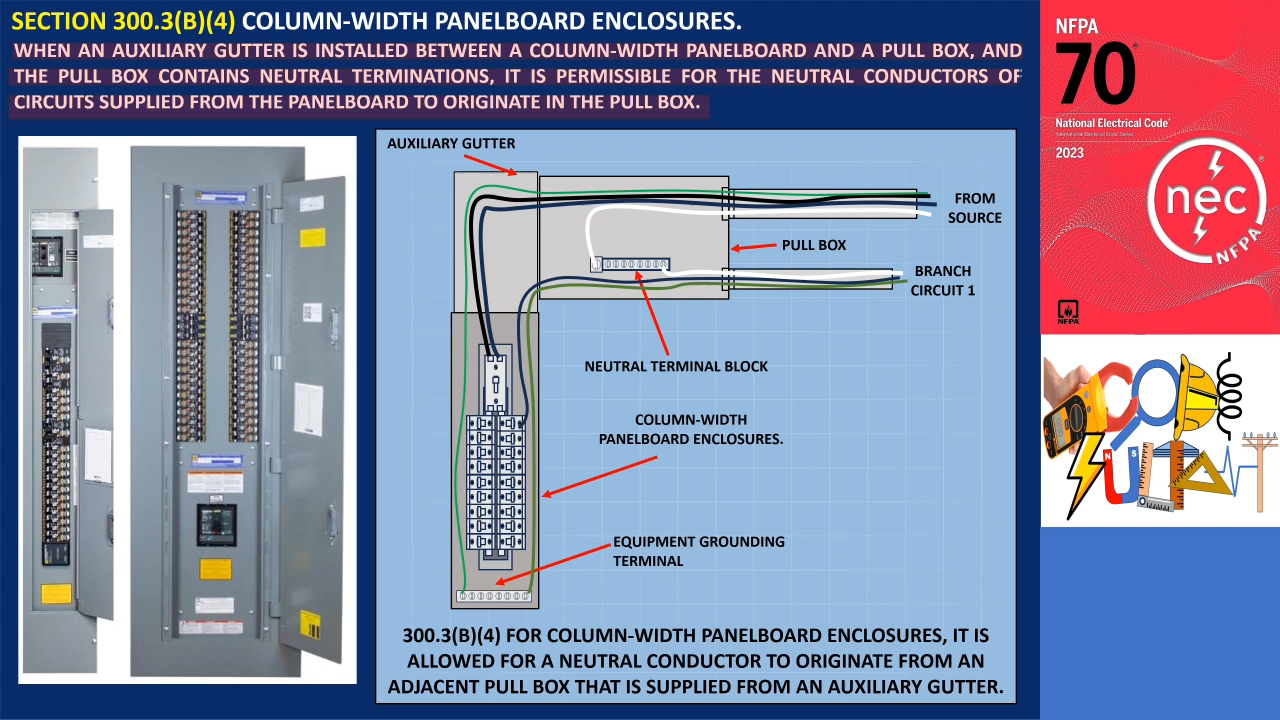 SECTION 300.3(B)(4) COLUMN-WIDTH PANELBOARD ENCLOSURES.
WHEN AN AUXILIARY GUTTER IS INSTALLED BETWEEN A COLUMN-WIDTH PANELBOARD AND A PULL BOX, AND
THE PULL BOX CONTAINS NEUTRAL TERMINATIONS, IT IS PERMISSIBLE FOR THE NEUTRAL CONDUCTORS OF
CIRCUITS SUPPLIED FROM THE PANELBOARD TO ORIGINATE IN THE PULL BOX.
AUXILIARY GUTTER
FROM
SOURCE
PULL BOX
BRANCH
CIRCUIT 1
NEUTRAL TERMINAL BLOCK
COLUMN-WIDTH
PANELBOARD ENCLOSURES.
EQUIPMENT GROUNDING
TERMINAL
300.3(B)(4) FOR COLUMN-WIDTH PANELBOARD ENCLOSURES, IT IS
ALLOWED FOR A NEUTRAL CONDUCTOR TO ORIGINATE FROM AN
ADJACENT PULL BOX THAT IS SUPPLIED FROM AN AUXILIARY GUTTER.
NFPA
70®
National Electrical Code®
International Electrical Code® Series
2023
nec®
NFPA
NFPA
N S